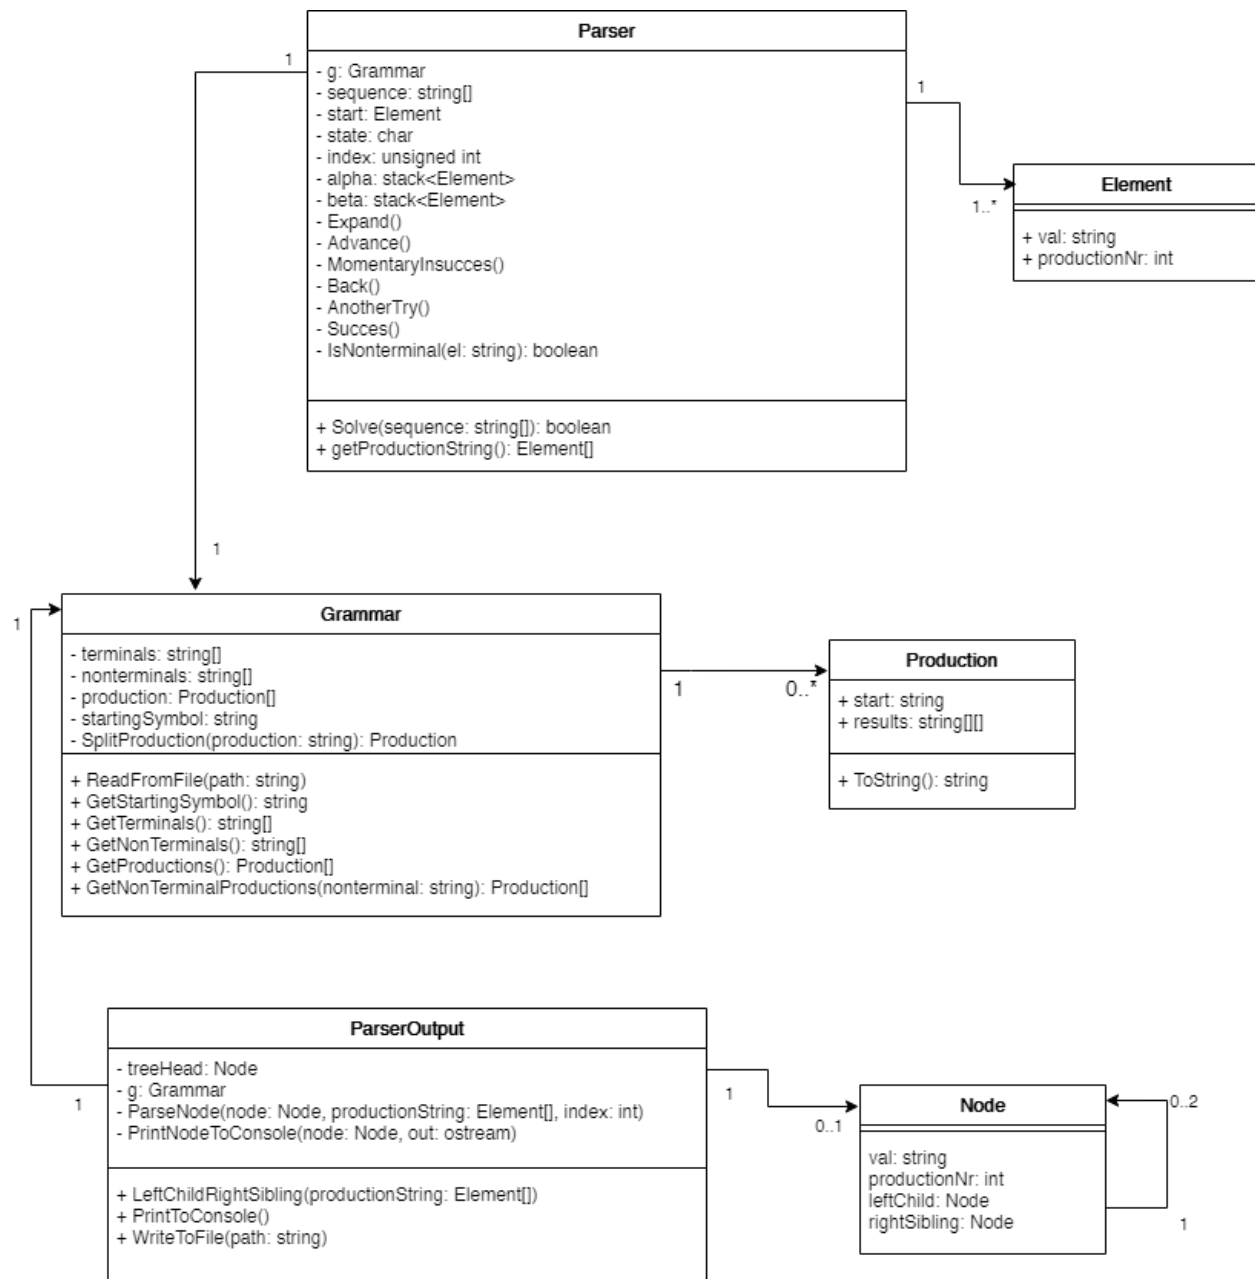 Parser
1
- g: Grammar
- sequence: string[]
- start: Element
- state: char
- index: unsigned int
- alpha: stack<Element>
- beta: stack<Element>
- Expand()
- Advance()
- MomentaryInsucces()
- Back()
- AnotherTry()
- Succes()
- IsNonterminal(el: string): boolean
+ Solve(sequence: string[]): boolean
+ getProductionString(): Element[]
1
1..*
Element
+ val: string
+ productionNr: int
1
1
Grammar
- terminals: string[]
- nonterminals: string[]
- production: Production[]
- startingSymbol: string
- SplitProduction(production: string): Production
+ ReadFromFile(path: string)
+ GetStartingSymbol(): string
+ GetTerminals(): string[]
+ GetNonTerminals(): string[]
+ GetProductions(): Production[]
+ GetNonTerminalProductions(nonterminal: string): Production[]
1
0..*
Production
+ start: string
+ results: string[][]
+ ToString(): string
1
ParserOutput
- treeHead: Node
- g: Grammar
- ParseNode(node: Node, productionString: Element[], index: int)
- PrintNodeToConsole(node: Node, out: ostream)
+ LeftChildRightSibling(productionString: Element[])
+ PrintToConsole()
+ WriteToFile(path: string)
1
0..1
Node
val: string
productionNr: int
leftChild: Node
rightSibling: Node
0..2
1